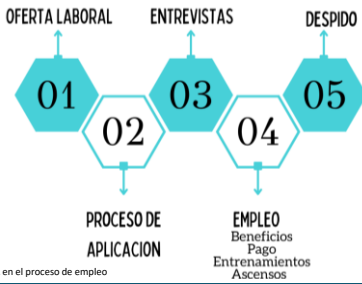 OFERTA LABORAL
ENTREVISTAS
DESPIDO
01
02
03
04
05
PROCESO DE
APLICACION
EMPLEO
Beneficios
Pago
Entrenamientos
Ascensos
en el proceso de empleo